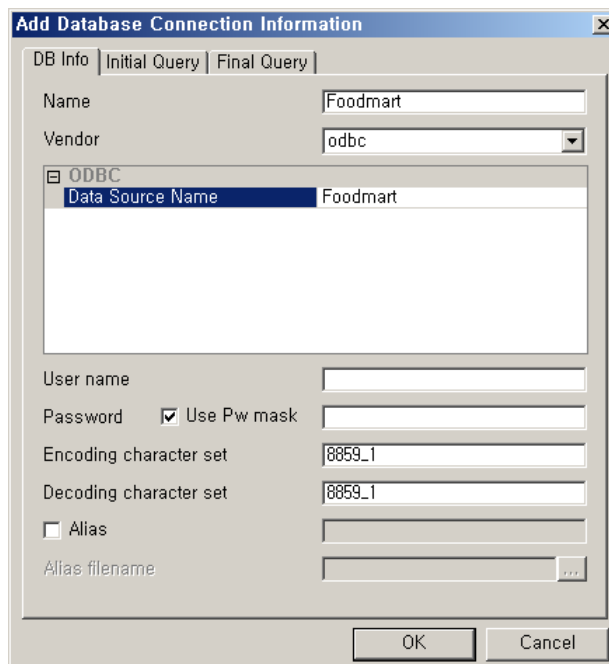 Add Database Connection Information
DB Info Initial Query Final Query
Name Foodmart
Vendor odbc
ODBC
Data Source Name Foodmart
User name
Password Use Pw mask
Encoding character set 8859_1
Decoding character set 8859_1
Alias
Alias filename ...
OK Cancel